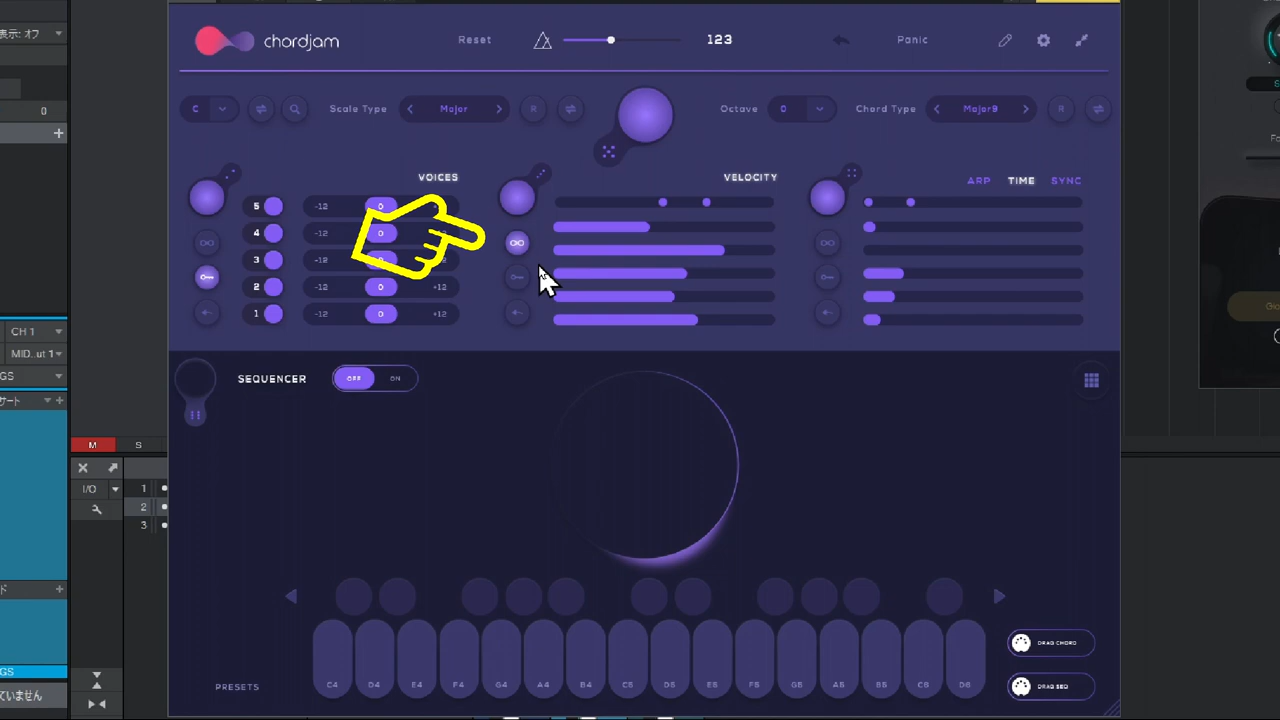 表示: オフ
chordjam
Reset
123
Panic
0
C
Scale Type
Major
R
Octave
0
Chord Type
Major9
R
VOICES
VELOCITY
ARP
TIME
SYNC
5
-12
0
4
-12
0
3
-12
2
-12
0
+12
1
-12
0
+12
CH 1
MID..ut 1
GS
サート
SEQUENCER
OFF
ON
M
S
I/O
1
2
3
ド
GS
ていません
C4
D4
E4
F4
G4
A4
B4
C5
D5
E5
F5
G5
A5
B5
C6
D6
DRAG CHORD
DRAG SEQ
PRESETS